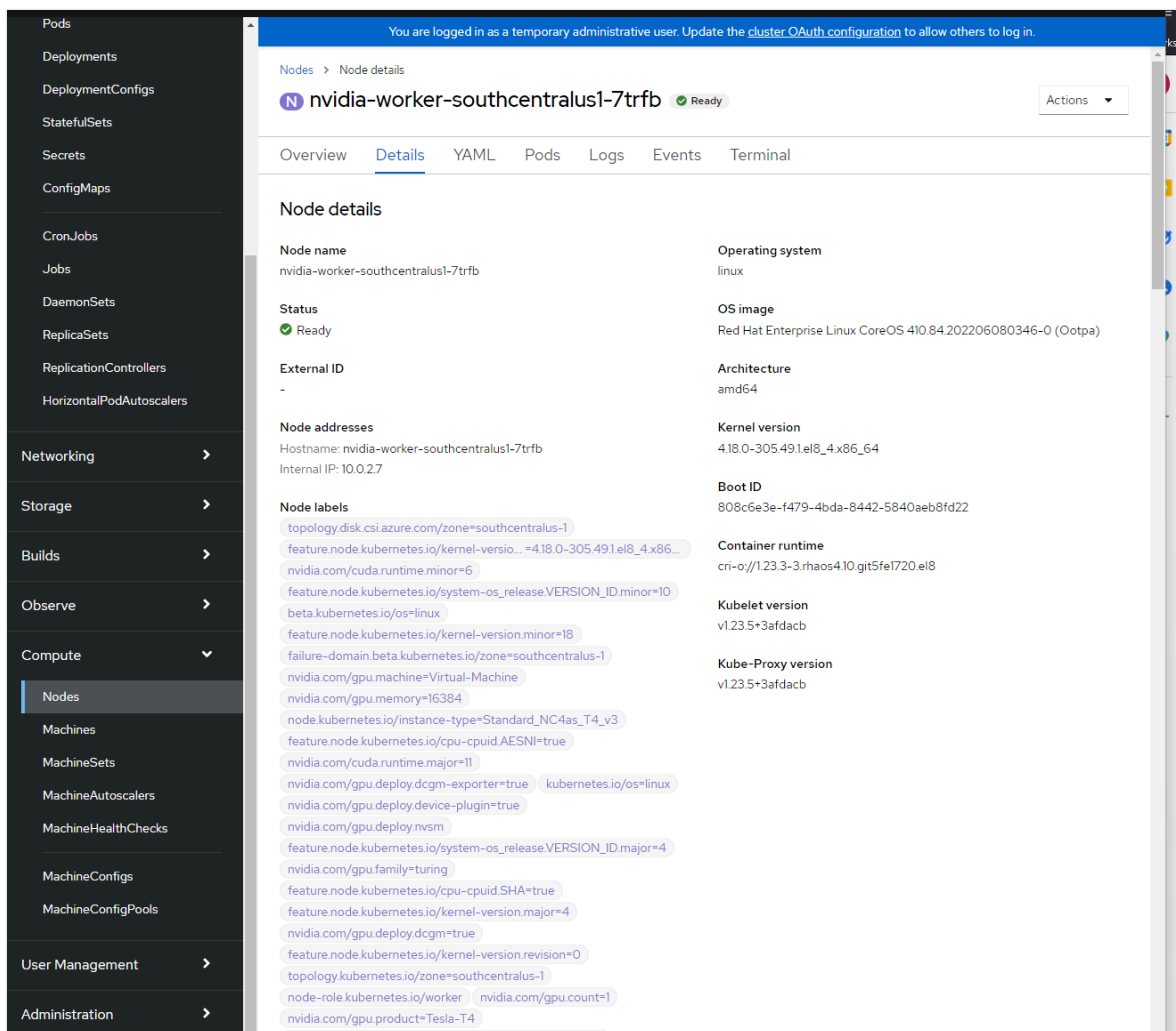 Pods
Deployments
DeploymentConfigs
StatefulSets
Secrets
ConfigMaps
CronJobs
Jobs
DaemonSets
ReplicaSets
ReplicationControllers
HorizontalPodAutoscalers
Networking
Storage
Builds
Observe
Compute
Nodes
Machines
MachineSets
MachineAutoscalers
MachineHealthChecks
MachineConfigs
MachineConfigPools
User Management
Administration
You are logged in as a temporary administrative user. Update the cluster OAuth configuration to allow others to log in.
Nodes > Node details
N nvidia-worker-southcentralus1-7trfb Ready
Actions
Overview Details YAML Pods Logs Events Terminal
Node details
Node name
nvidia-worker-southcentralus1-7trfb
Status
Ready
External ID
-
Node addresses
Hostname: nvidia-worker-southcentralus1-7trfb
Internal IP: 10.0.2.7
Node labels
topology.disk.csi.azure.com/zone=southcentralus-1
feature.node.kubernetes.io/kernel-versio... =4.18.0-305.49.1.el8_4.x86...
nvidia.com/cuda.runtime.minor=6
feature.node.kubernetes.io/system-os_release.VERSION_ID.minor=10
beta.kubernetes.io/os=linux
feature.node.kubernetes.io/kernel-version.minor=18
failure-domain.beta.kubernetes.io/zone=southcentralus-1
nvidia.com/gpu.machine=Virtual-Machine
nvidia.com/gpu.memory=16384
node.kubernetes.io/instance-type=Standard_NC4as_T4_v3
feature.node.kubernetes.io/cpu-cpuid.AESNI=true
nvidia.com/cuda.runtime.major=11
nvidia.com/gpu.deploy.dcgm-exporter=true kubernetes.io/os=linux
nvidia.com/gpu.deploy.device-plugin=true
nvidia.com/gpu.deploy.nvsm
feature.node.kubernetes.io/system-os_release.VERSION_ID.major=4
nvidia.com/gpu.family=turing
feature.node.kubernetes.io/cpu-cpuid.SHA=true
feature.node.kubernetes.io/kernel-version.major=4
nvidia.com/gpu.deploy.dcgm=true
feature.node.kubernetes.io/kernel-version.revision=0
topology.kubernetes.io/zone=southcentralus-1
node-role.kubernetes.io/worker nvidia.com/gpu.count=1
nvidia.com/gpu.product=Tesla-T4
Operating system
linux
OS image
Red Hat Enterprise Linux CoreOS 410.84.202206080346-0 (Ootpa)
Architecture
amd64
Kernel version
4.18.0-305.49.1.el8_4.x86_64
Boot ID
808c6e3e-f479-4bda-8442-5840aeb8fd22
Container runtime
cri-o://1.23.3-3.rhaos4.10.git5fe1720.el8
Kubelet version
v1.23.5+3afdacb
Kube-Proxy version
v1.23.5+3afdacb